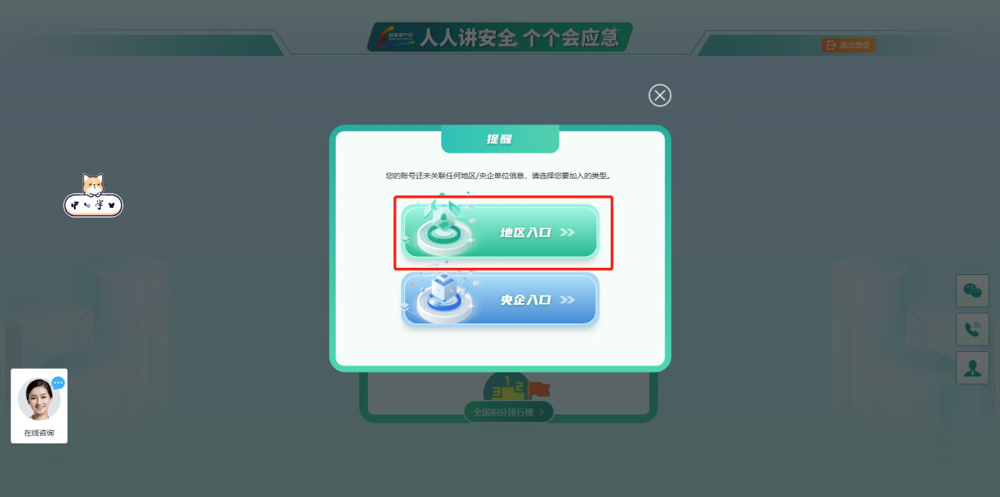 人人讲安全 个个会应急
退出登录
提醒
您的账号还未关联任何地区/央企单位信息，请选择您要加入的类型。
地区入口
央企入口
1
2
3
全国积分排行榜
在线咨询